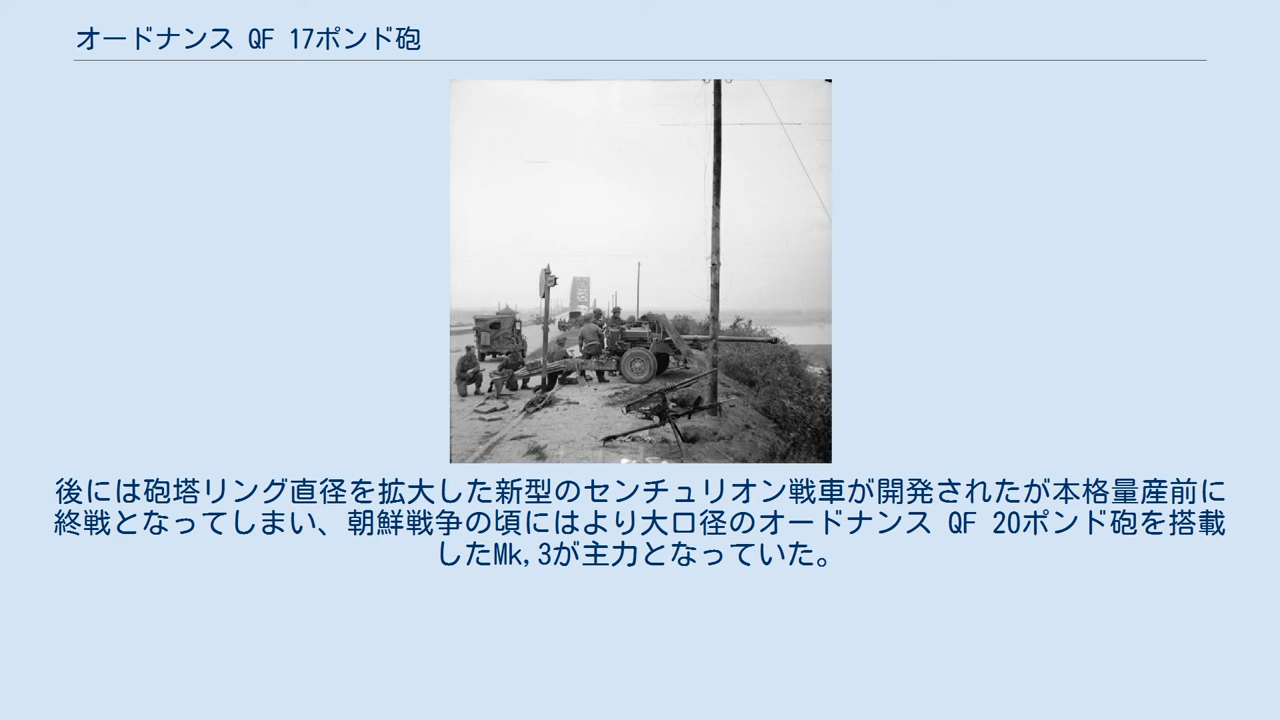 オードナンス QF 17ポンド砲
後には砲塔リング直径を拡大した新型のセンチュリオン戦車が開発されたが本格量産前に
終戦となってしまい、朝鮮戦争の頃にはより大口径のオードナンス QF 20ポンド砲を搭載
したMk,3が主力となっていた。